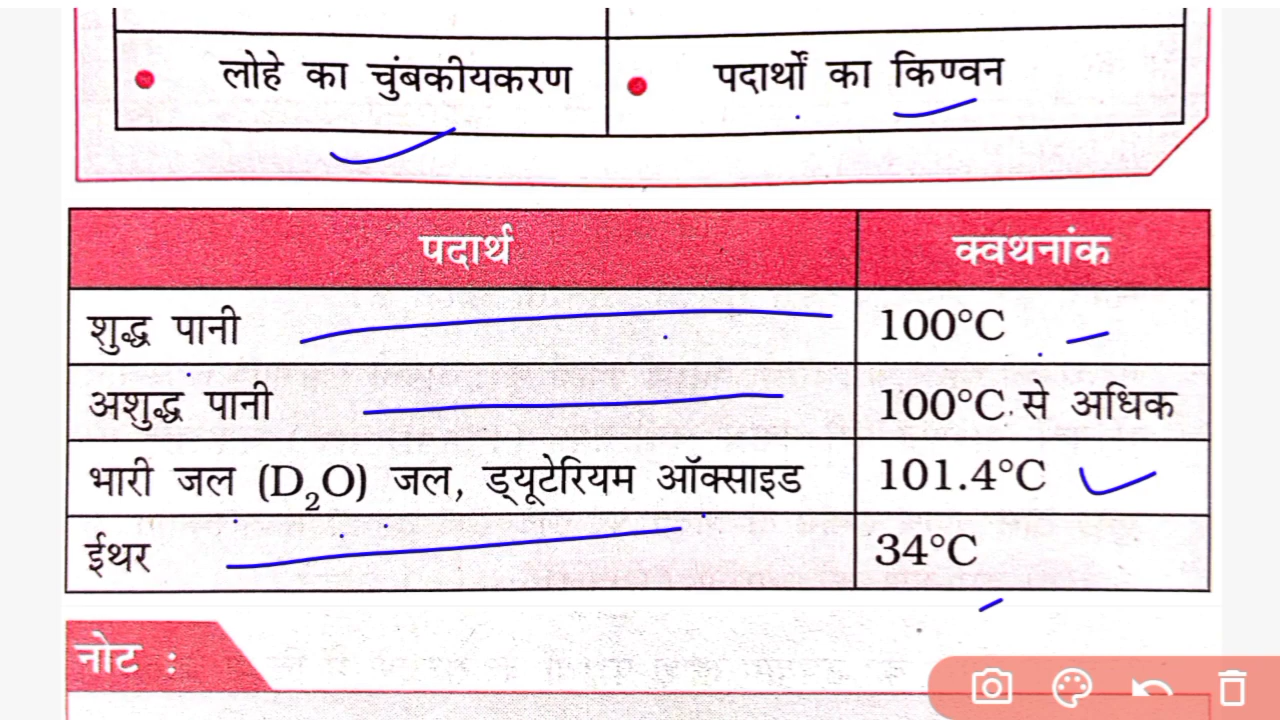 • लोहे का चुंबकीयकरण • पदार्थों का किण्वन
पदार्थ क्वथनांक
शुद्ध पानी 100°C
अशुद्ध पानी 100°C से अधिक
भारी जल (D₂O) जल, ड्यूटेरियम ऑक्साइड 101.4°C
ईथर 34°C
नोट :